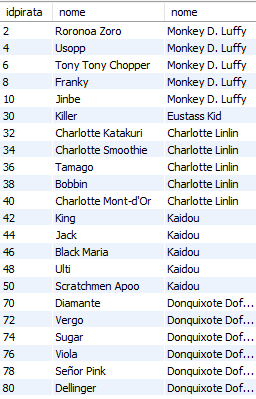 idpirata nome nome
2 Roronoa Zoro Monkey D. Luffy
4 Usopp Monkey D. Luffy
6 Tony Tony Chopper Monkey D. Luffy
8 Franky Monkey D. Luffy
10 Jinbe Monkey D. Luffy
30 Killer Eustass Kid
32 Charlotte Katakuri Charlotte Linlin
34 Charlotte Smoothie Charlotte Linlin
36 Tamago Charlotte Linlin
38 Bobbin Charlotte Linlin
40 Charlotte Mont-d'Or Charlotte Linlin
42 King Kaidou
44 Jack Kaidou
46 Black Maria Kaidou
48 Ulti Kaidou
50 Scratchmen Apoo Kaidou
70 Diamante Donquixote Dof...
72 Vergo Donquixote Dof...
74 Sugar Donquixote Dof...
76 Viola Donquixote Dof...
78 Señor Pink Donquixote Dof...
80 Dellinger Donquixote Dof...